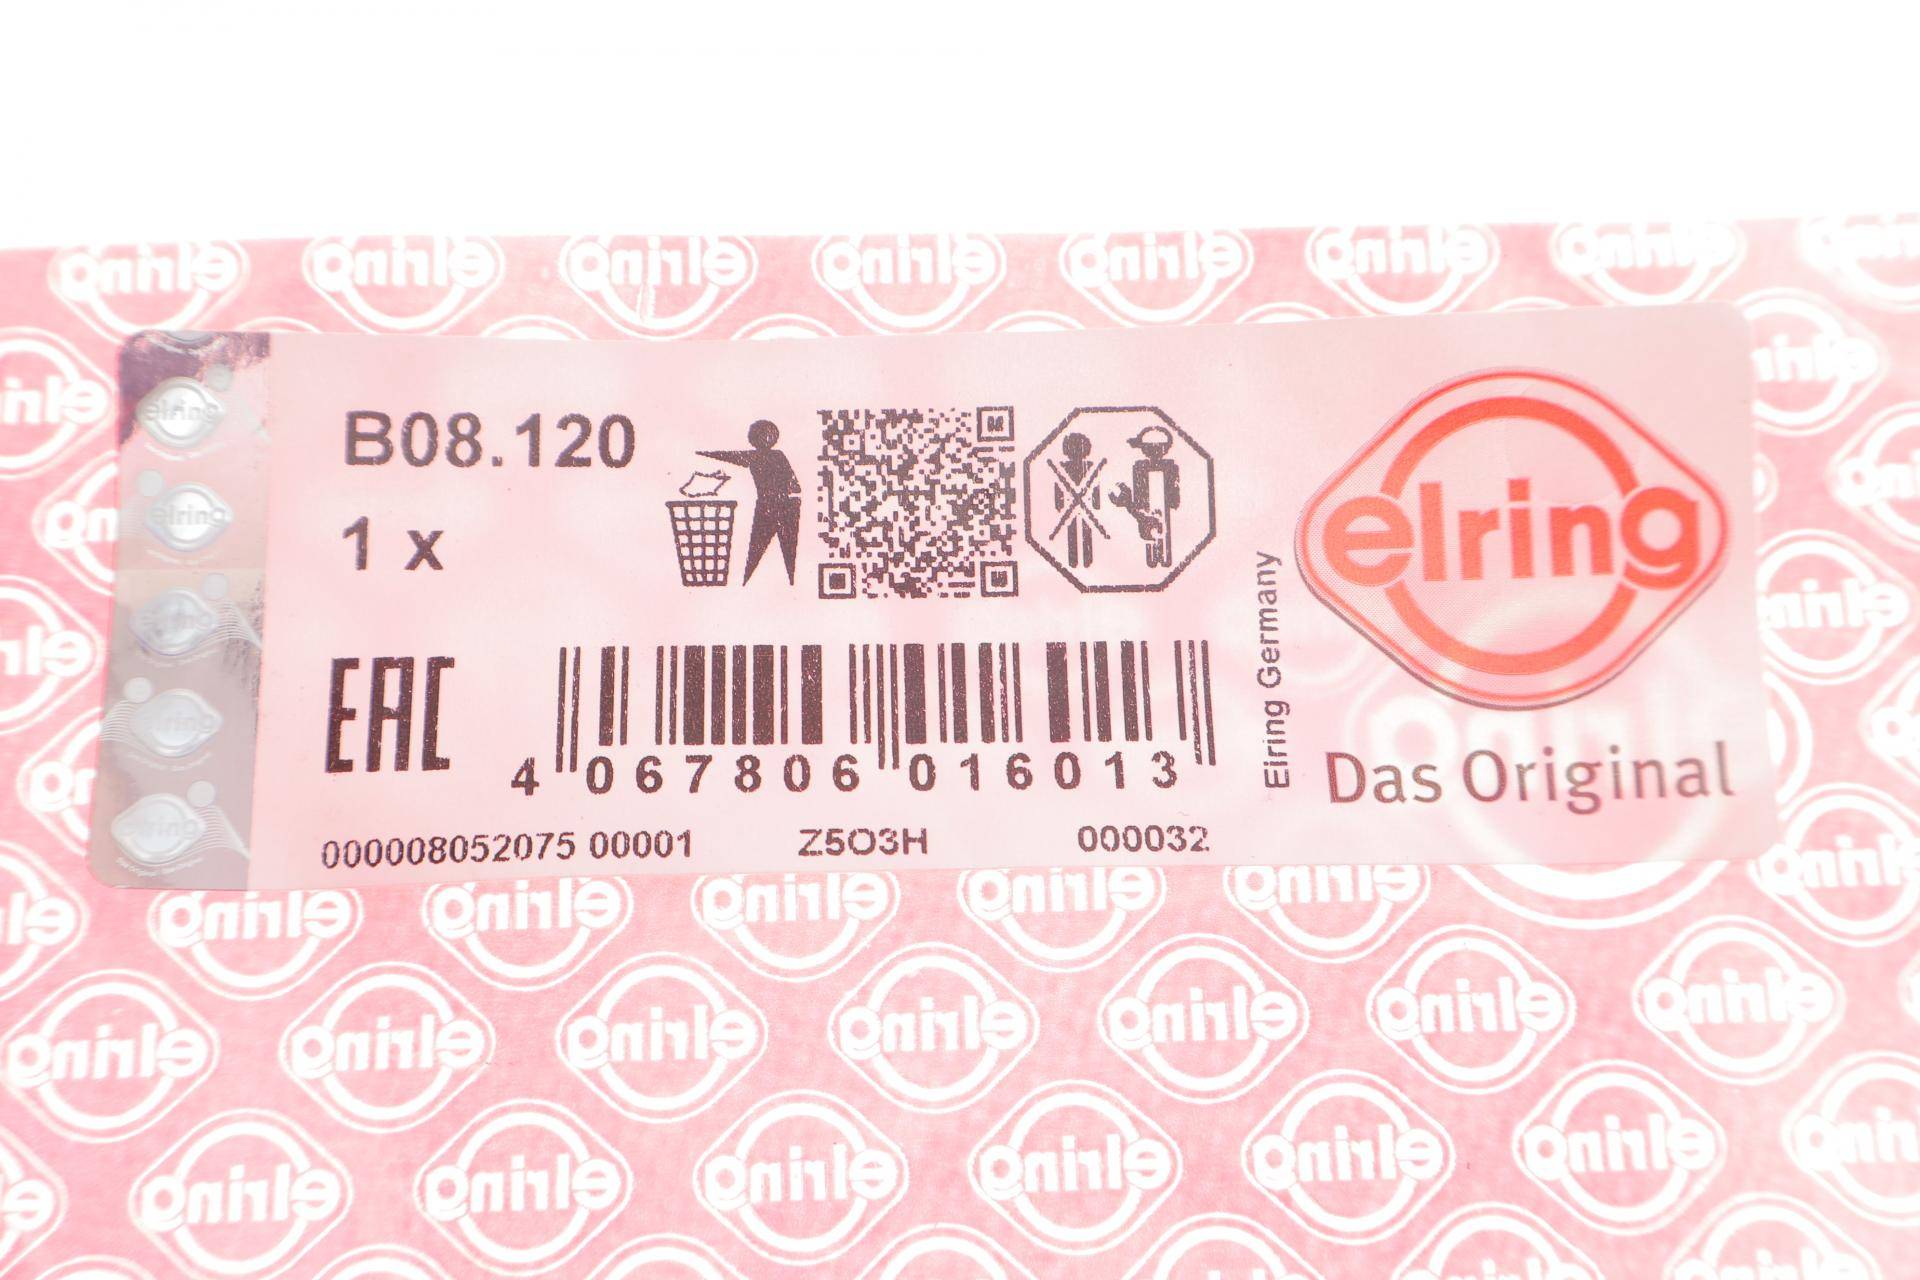 B08.120
1 x
EAC
4 067806 016013
000008052075 00001 Z5O3H 000032
Elring Germany
elring
Das Original